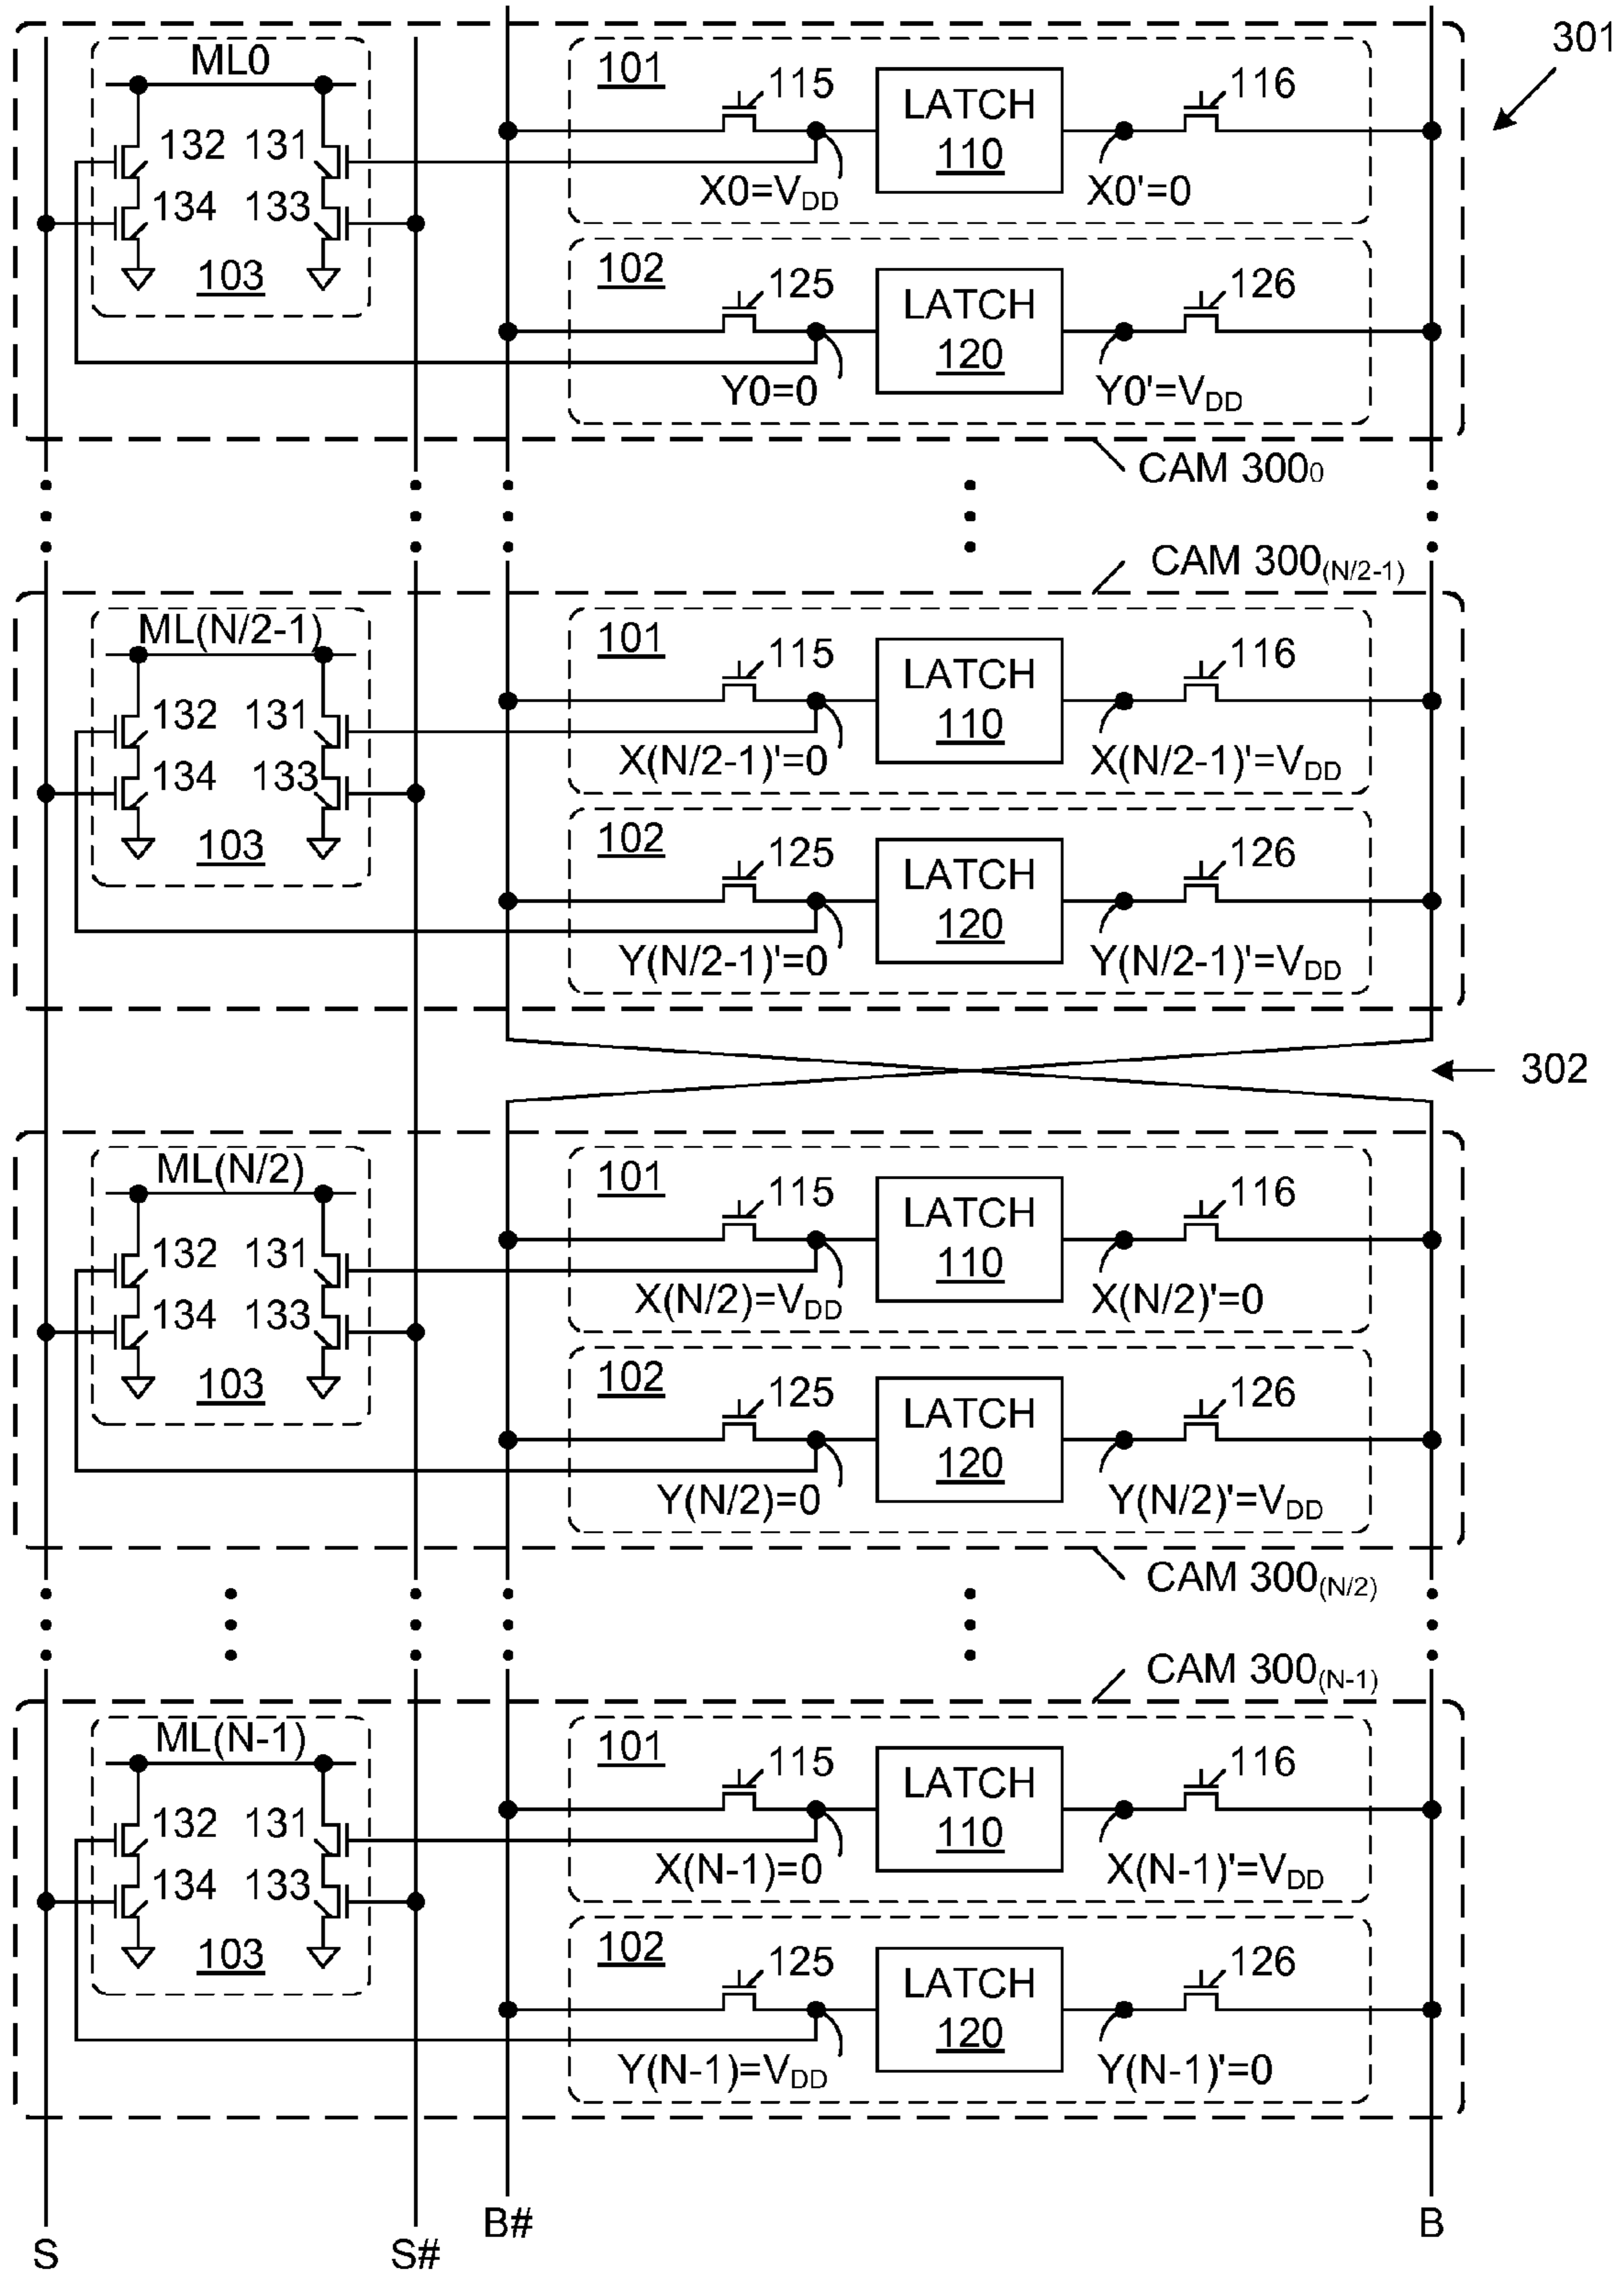 301
ML0
132 131
134 133
103
101
115
LATCH
110
116
X0=VDD
X0'=0
102
125
LATCH
120
126
Y0=0
Y0'=VDD
CAM 3000
CAM 300(N/2-1)
ML(N/2-1)
132 131
134 133
103
101
115
LATCH
110
116
X(N/2-1)'=0
X(N/2-1)'=VDD
102
125
LATCH
120
126
Y(N/2-1)'=0
Y(N/2-1)'=VDD
302
ML(N/2)
132 131
134 133
103
101
115
LATCH
110
116
X(N/2)=VDD
X(N/2)'=0
102
125
LATCH
120
126
Y(N/2)=0
Y(N/2)'=VDD
CAM 300(N/2)
CAM 300(N-1)
ML(N-1)
132 131
134 133
103
101
115
LATCH
110
116
X(N-1)=0
X(N-1)'=VDD
102
125
LATCH
120
126
Y(N-1)=VDD
Y(N-1)'=0
S
S#
B#
B